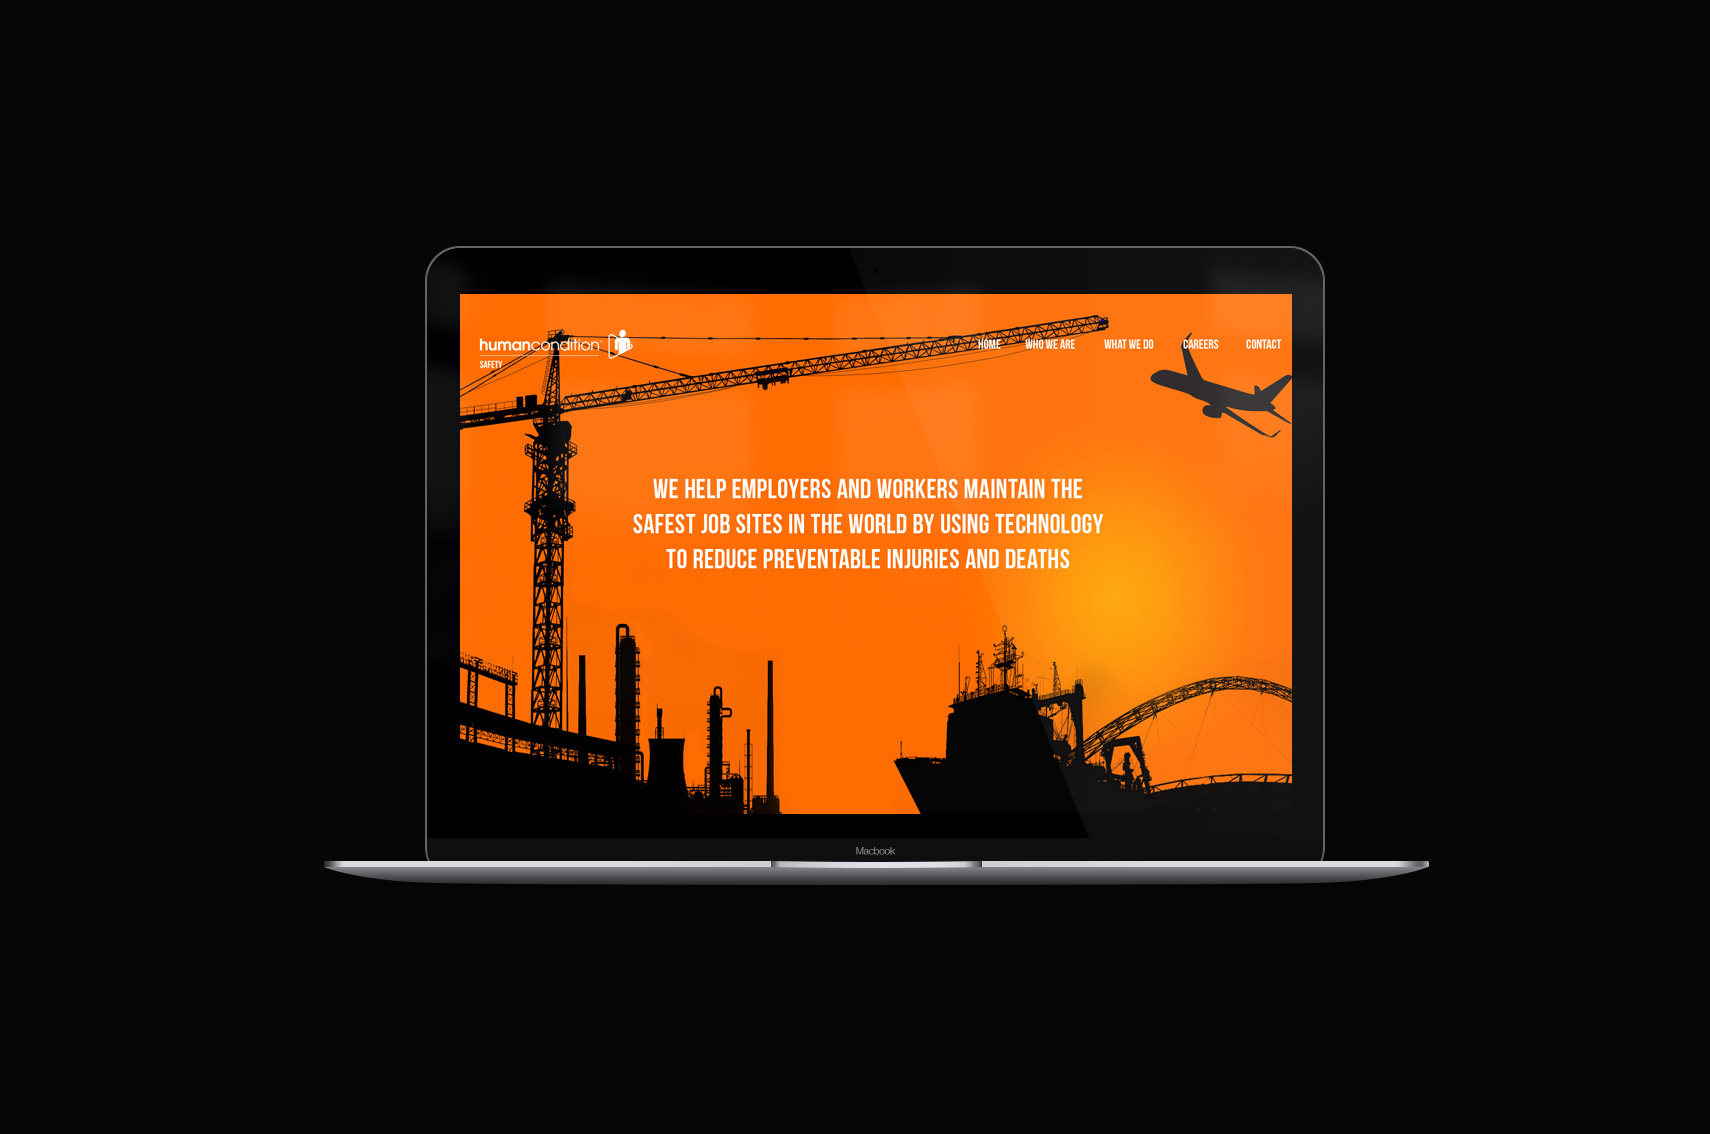 humancondition
SAFETY
HOME WHO WE ARE WHAT WE DO CAREERS CONTACT
WE HELP EMPLOYERS AND WORKERS MAINTAIN THE
SAFEST JOB SITES IN THE WORLD BY USING TECHNOLOGY
TO REDUCE PREVENTABLE INJURIES AND DEATHS
Macbook